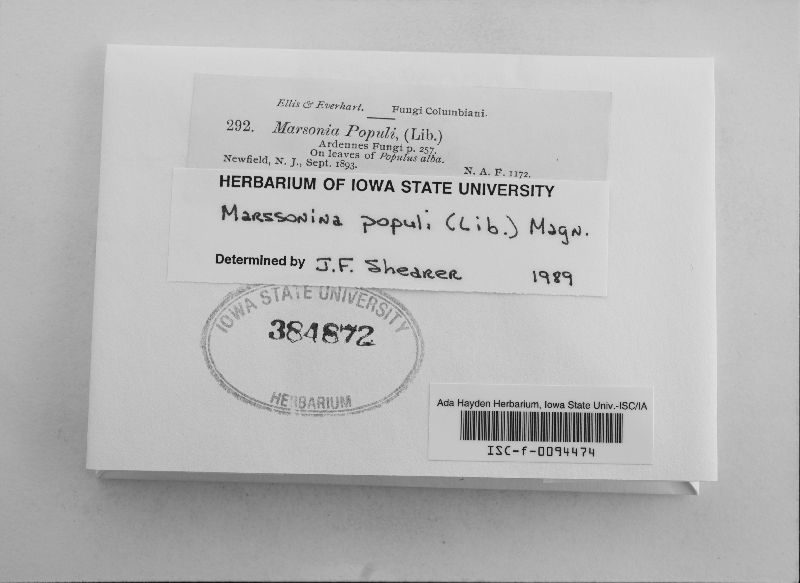 Ellis & Everhart. Fungi Columbiani.
292. Marsonia Populi, (Lib.)
Ardennes Fungi p. 257.
On leaves of Populus alba.
Newfield, N. J., Sept. 1893. N. A. F. 1172.
HERBARIUM OF IOWA STATE UNIVERSITY
Marssonina populi (Lib.) Magn.
Determined by J.F. Shearer 1989
IOWA STATE UNIVERSITY
384872
HERBARIUM
Ada Hayden Herbarium, Iowa State Univ.-ISC/IA
ISC-f-0094474